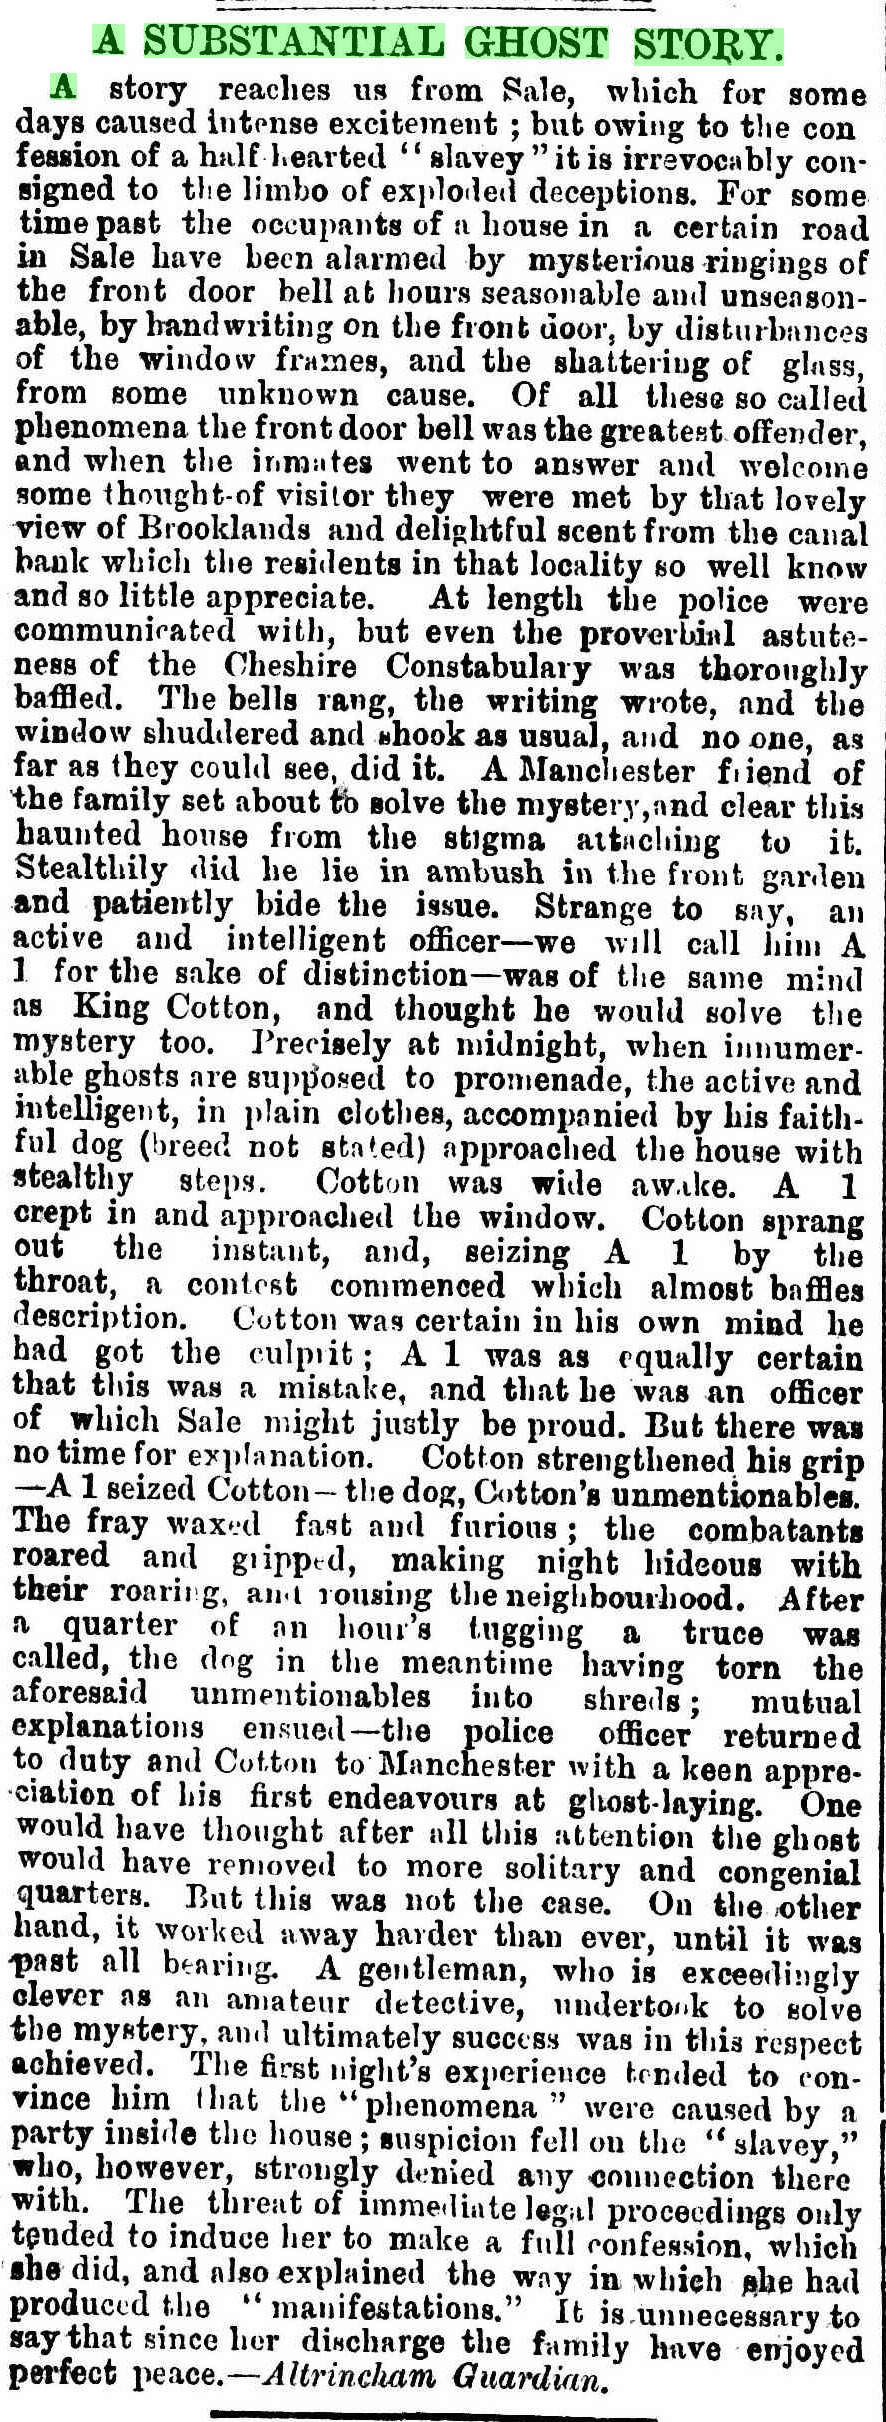 A SUBSTANTIAL GHOST STORY.
A story reaches us from Sale, which for some
days caused intense excitement ; but owing to the con
fession of a half-hearted "slavey" it is irrevocably con-
signed to the limbo of exploded deceptions. For some
time past the occupants of a house in a certain road
in Sale have been alarmed by mysterious ringings of
the front door bell at hours seasonable and unseason-
able, by handwriting on the front door, by disturbances
of the window frames, and the shattering of glass,
from some unknown cause. Of all these so called
phenomena the front door bell was the greatest offender,
and when the inmates went to answer and welcome
some thought-of visitor they were met by that lovely
view of Brooklands and delightful scent from the canal
bank which the residents in that locality so well know
and so little appreciate. At length the police were
communicated with, but even the proverbial astute-
ness of the Cheshire Constabulary was thoroughly
baffled. The bells rang, the writing wrote, and the
window shuddered and shook as usual, and no one, as
far as they could see, did it. A Manchester friend of
the family set about to solve the mystery, and clear this
haunted house from the stigma attaching to it.
Stealthily did he lie in ambush in the front garden
and patiently bide the issue. Strange to say, an
active and intelligent officer—we will call him A
1 for the sake of distinction—was of the same mind
as King Cotton, and thought he would solve the
mystery too. Precisely at midnight, when innumer-
able ghosts are supposed to promenade, the active and
intelligent, in plain clothes, accompanied by his faith-
ful dog (breed not stated) approached the house with
stealthy steps. Cotton was wide awake. A 1
crept in and approached the window. Cotton sprang
out the instant, and, seizing A 1 by the
throat, a contest commenced which almost baffles
description. Cotton was certain in his own mind he
had got the culprit ; A 1 was as equally certain
that this was a mistake, and that he was an officer
of which Sale might justly be proud. But there was
no time for explanation. Cotton strengthened his grip
—A 1 seized Cotton—the dog, Cotton's unmentionables.
The fray waxed fast and furious ; the combatants
roared and gripped, making night hideous with
their roaring, and rousing the neighbourhood. After
a quarter of an hour's tugging a truce was
called, the dog in the meantime having torn the
aforesaid unmentionables into shreds ; mutual
explanations ensued—the police officer returned
to duty and Cotton to Manchester with a keen appre-
ciation of his first endeavours at ghost-laying. One
would have thought after all this attention the ghost
would have removed to more solitary and congenial
quarters. But this was not the case. On the other
hand, it worked away harder than ever, until it was
past all bearing. A gentleman, who is exceedingly
clever as an amateur detective, undertook to solve
the mystery, and ultimately success was in this respect
achieved. The first night's experience tended to con-
vince him that the "phenomena" were caused by a
party inside the house ; suspicion fell on the "slavey,"
who, however, strongly denied any connection there
with. The threat of immediate legal proceedings only
tended to induce her to make a full confession, which
she did, and also explained the way in which she had
produced the "manifestations." It is unnecessary to
say that since her discharge the family have enjoyed
perfect peace.—Altrincham Guardian.